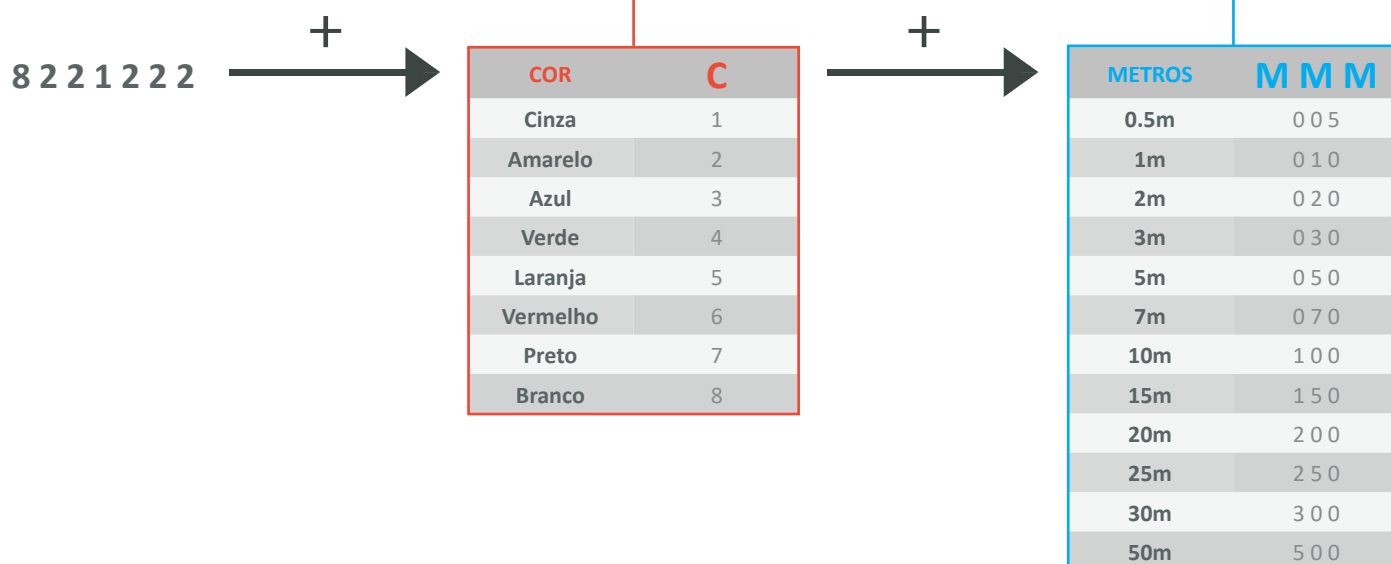 + +
8 2 2 1 2 2 2
COR C
Cinza 1
Amarelo 2
Azul 3
Verde 4
Laranja 5
Vermelho 6
Preto 7
Branco 8
METROS M M M
0.5m 0 0 5
1m 0 1 0
2m 0 2 0
3m 0 3 0
5m 0 5 0
7m 0 7 0
10m 1 0 0
15m 1 5 0
20m 2 0 0
25m 2 5 0
30m 3 0 0
50m 5 0 0